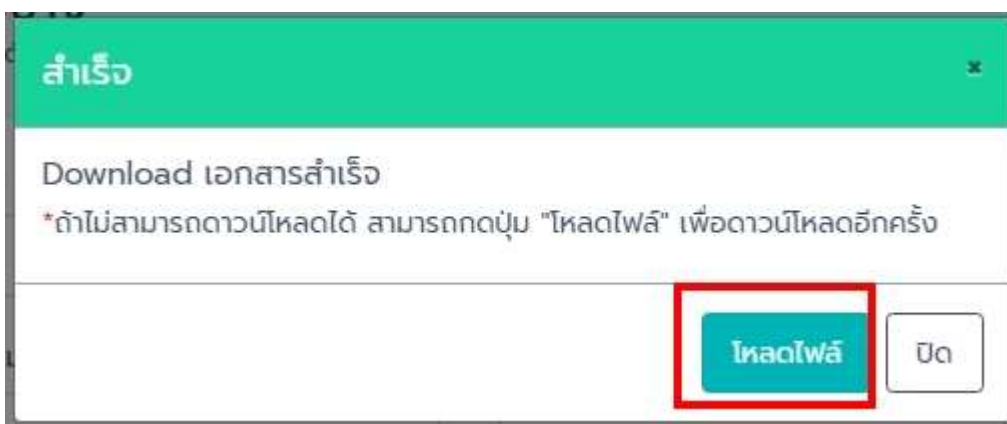 สำเร็จ
Download เอกสารสำเร็จ
*ถ้าไม่สามารถดาวน์โหลดได้ สามารถกดปุ่ม "โหลดไฟล์" เพื่อดาวน์โหลดอีกครั้ง
โหลดไฟล์ ปิด